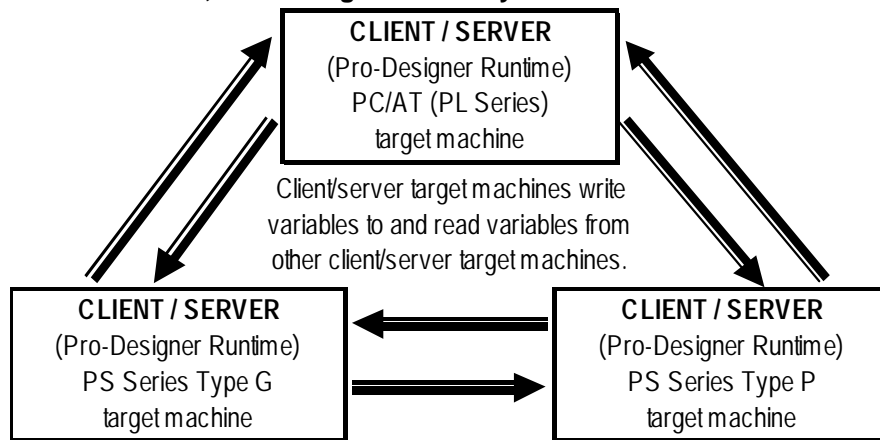 CLIENT / SERVER
(Pro-Designer Runtime)
PC/AT (PL Series)
target machine
Client/server target machines write
variables to and read variables from
other client/server target machines.
CLIENT / SERVER
(Pro-Designer Runtime)
PS Series Type G
target machine
CLIENT / SERVER
(Pro-Designer Runtime)
PS Series Type P
target machine